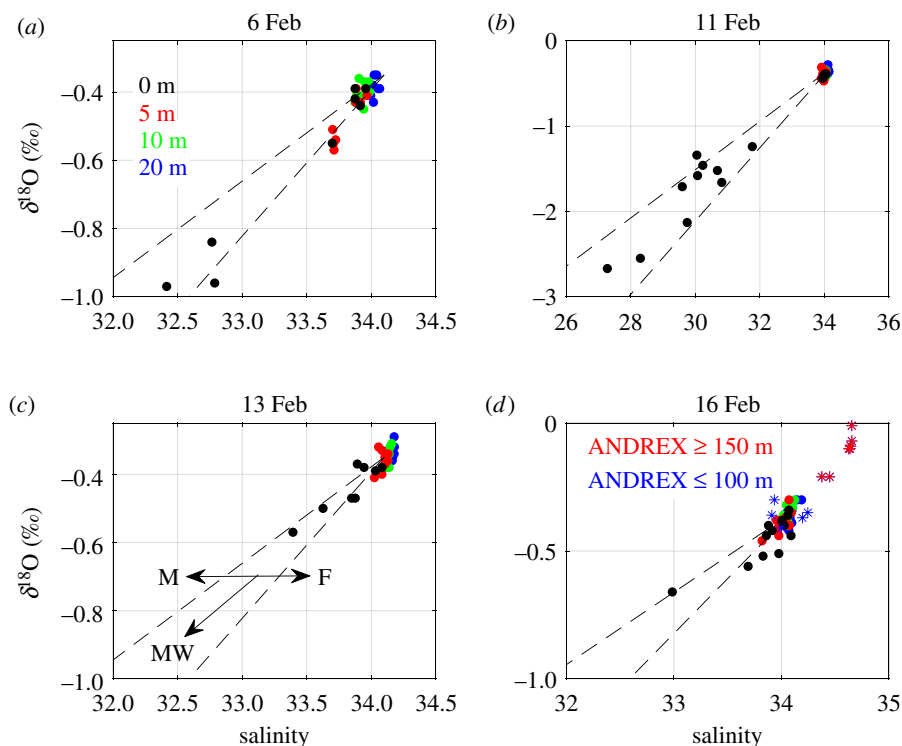 (a) 6 Feb
δ¹⁸O (‰)
−0.4
−0.6
−0.8
−1.0
0 m
5 m
10 m
20 m
32.0 32.5 33.0 33.5 34.0 34.5
(b) 11 Feb
0
−1
−2
−3
26 28 30 32 34 36
(c) 13 Feb
δ¹⁸O (‰)
−0.4
−0.6
−0.8
−1.0
M F
MW
32.0 32.5 33.0 33.5 34.0 34.5
salinity
(d) 16 Feb
0
−0.5
−1.0
ANDREX ≥ 150 m
ANDREX ≤ 100 m
32 33 34 35
salinity